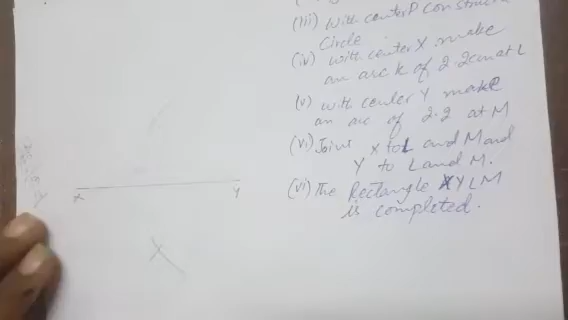 (iii) with center P construct
Circle
(iv) with center X make
an arc k of 2.2cm at L
(v) with center Y make
an arc of 2.2 at M
(vi) Joins X to L and M and
Y to L and M.
(vi) The Rectangle XYLM
is completed.
x
Y